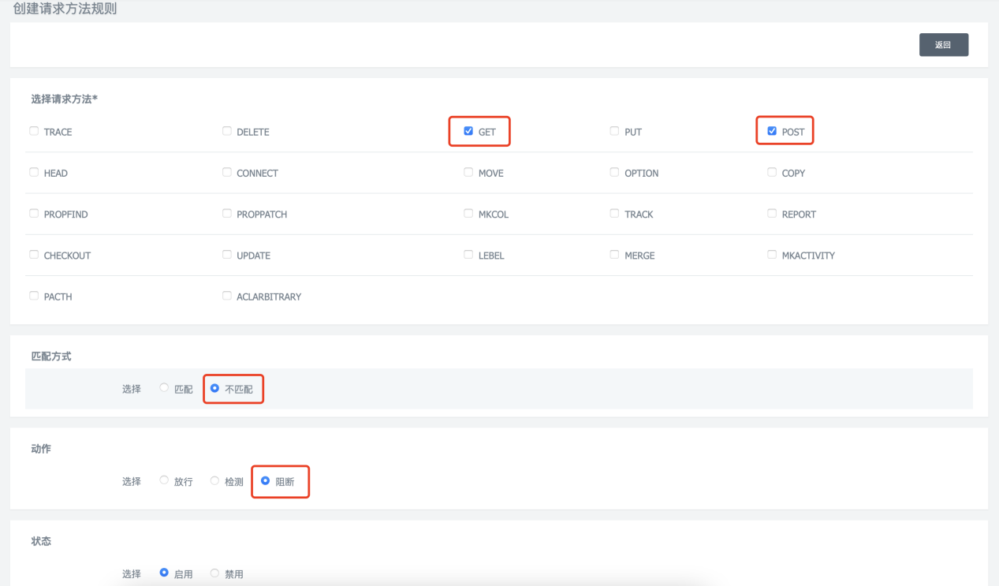 创建请求方法规则
返回
选择请求方法*
TRACE DELETE GET PUT POST
HEAD CONNECT MOVE OPTION COPY
PROPFIND PROPPATCH MKCOL TRACK REPORT
CHECKOUT UPDATE LEBEL MERGE MKACTIVITY
PACTH ACLARBITRARY
匹配方式
选择 匹配 不匹配
动作
选择 放行 检测 阻断
状态
选择 启用 禁用